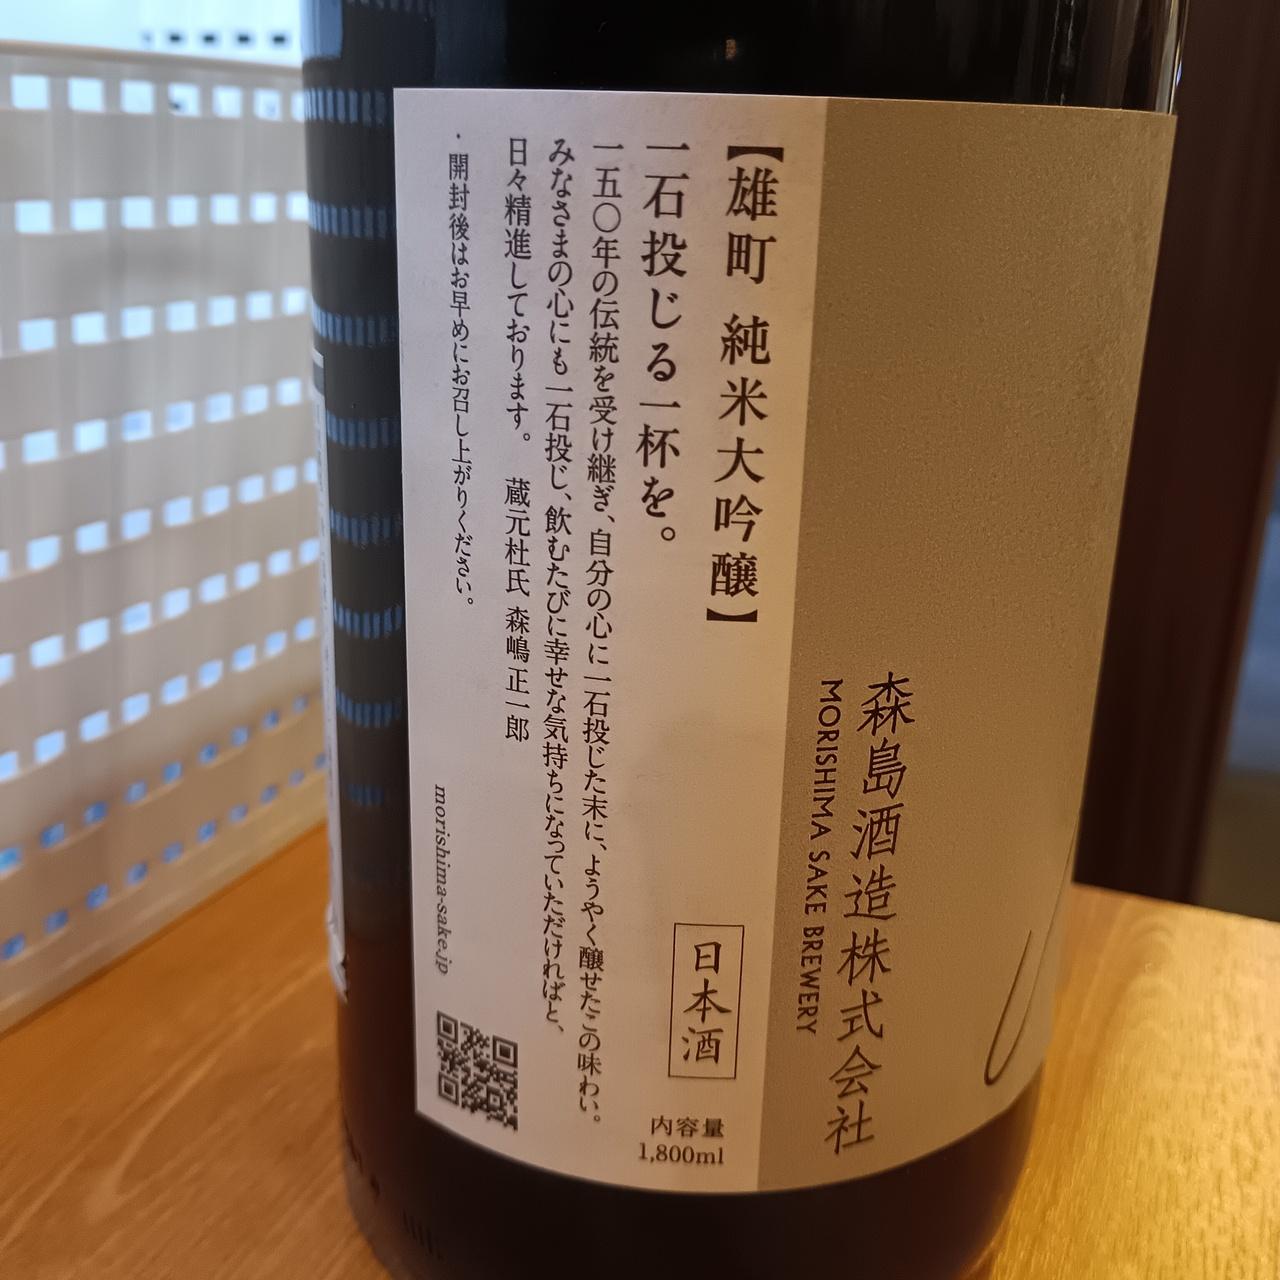 森島酒造株式会社
MORISHIMA SAKE BREWERY
【雄町 純米大吟醸】
一石投じる一杯を。
一五〇年の伝統を受け継ぎ、自分の心に一石投じた末に、ようやく醸せたこの味わい。
みなさまの心にも一石投じ、飲むたびに幸せな気持ちになっていただければと、
日々精進しております。 蔵元杜氏 森嶋正一郎
・開封後はお早めにお召し上がりください。
日本酒
内容量
1,800ml
morishima-sake.jp